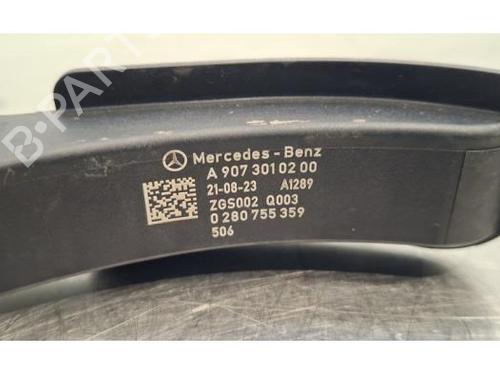 B-PARTS
Mercedes-Benz
A 907 301 02 00
21-08-23 A1289
ZGS002 Q003
0 280 755 359
506